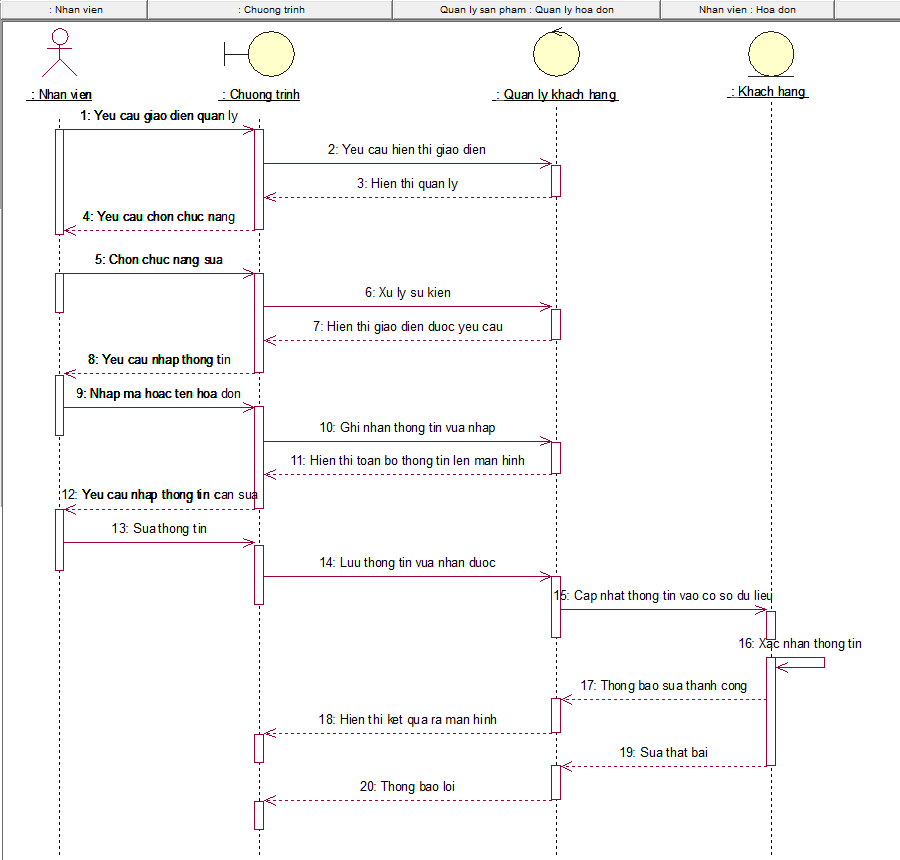 : Nhan vien
: Chuong trinh
Quan ly san pham : Quan ly hoa don
Nhan vien : Hoa don
: Nhan vien
: Chuong trinh
: Quan ly khach hang
: Khach hang
1: Yeu cau giao dien quan ly
2: Yeu cau hien thi giao dien
3: Hien thi quan ly
4: Yeu cau chon chuc nang
5: Chon chuc nang sua
6: Xu ly su kien
7: Hien thi giao dien duoc yeu cau
8: Yeu cau nhap thong tin
9: Nhap ma hoac ten hoa don
10: Ghi nhan thong tin vua nhap
11: Hien thi toan bo thong tin len man hinh
12: Yeu cau nhap thong tin can sua
13: Sua thong tin
14: Luu thong tin vua nhan duoc
15: Cap nhat thong tin vao co so du lieu
16: Xac nhan thong tin
17: Thong bao sua thanh cong
18: Hien thi ket qua ra man hinh
19: Sua that bai
20: Thong bao loi